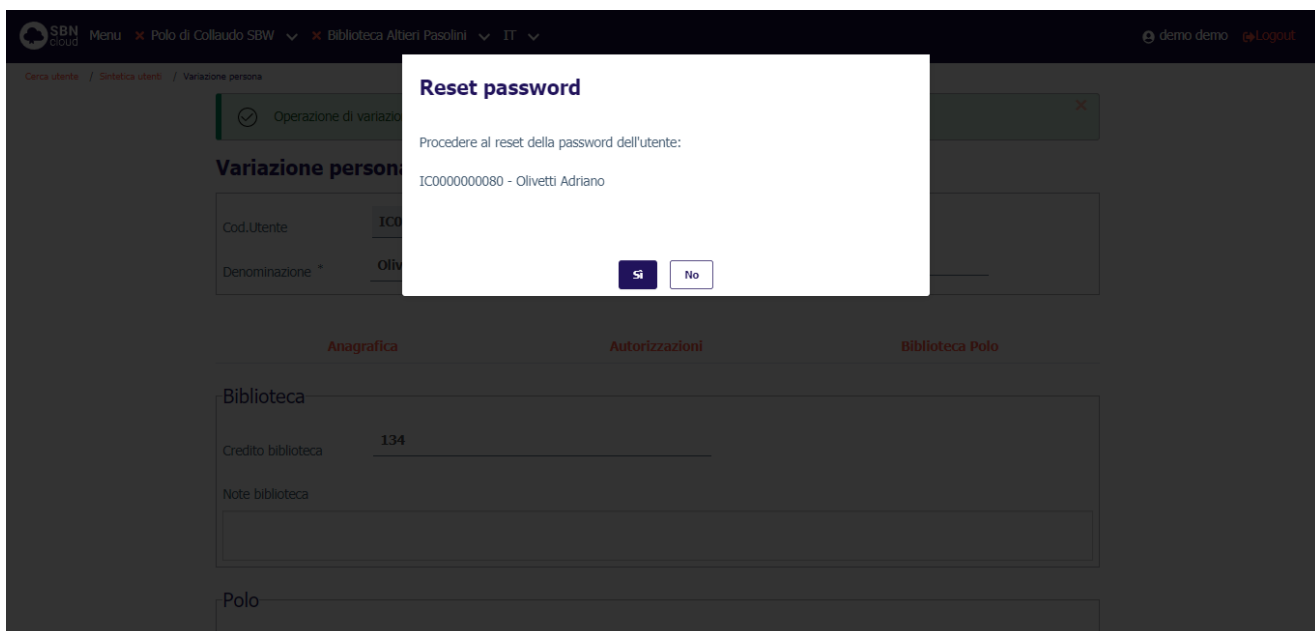 SBN cloud Menu × Polo di Collaudo SBW × Biblioteca Altieri Pasolini IT demo demo Logout
Cerca utente / Sintetica utenti / Variazione persona
Reset password
Procedere al reset della password dell'utente:
IC0000000080 - Olivetti Adriano
Sì No
Operazione di
Variazione
Cod.Utente IC0
Denominazione * Oliv
Anagrafica Autorizzazioni Biblioteca Polo
Biblioteca
Credito biblioteca 134
Note biblioteca
Polo